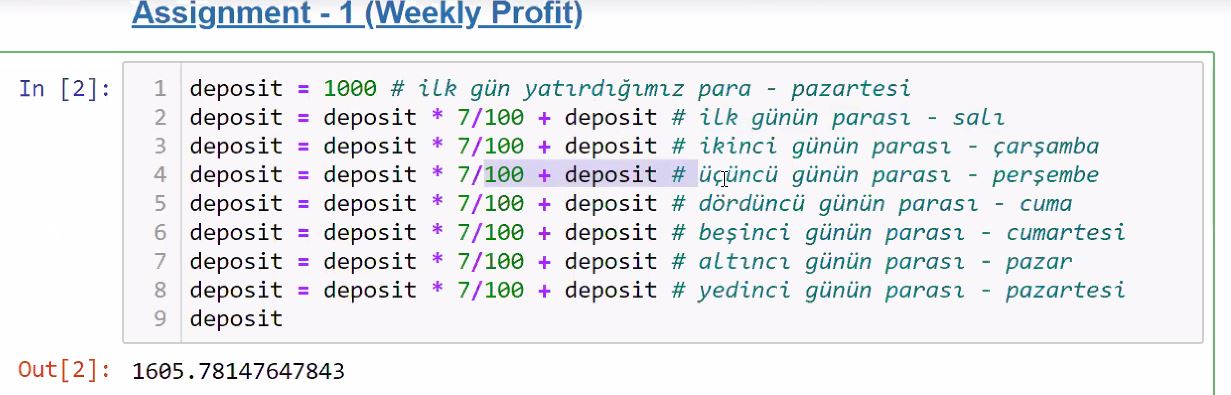 Assignment - 1 (Weekly Profit)
In [2]:
1 deposit = 1000 # ilk gün yatırdığımız para - pazartesi
2 deposit = deposit * 7/100 + deposit # ilk günün parası - salı
3 deposit = deposit * 7/100 + deposit # ikinci günün parası - çarşamba
4 deposit = deposit * 7/100 + deposit # üçüncü günün parası - perşembe
5 deposit = deposit * 7/100 + deposit # dördüncü günün parası - cuma
6 deposit = deposit * 7/100 + deposit # beşinci günün parası - cumartesi
7 deposit = deposit * 7/100 + deposit # altıncı günün parası - pazar
8 deposit = deposit * 7/100 + deposit # yedinci günün parası - pazartesi
9 deposit
Out[2]: 1605.78147647843